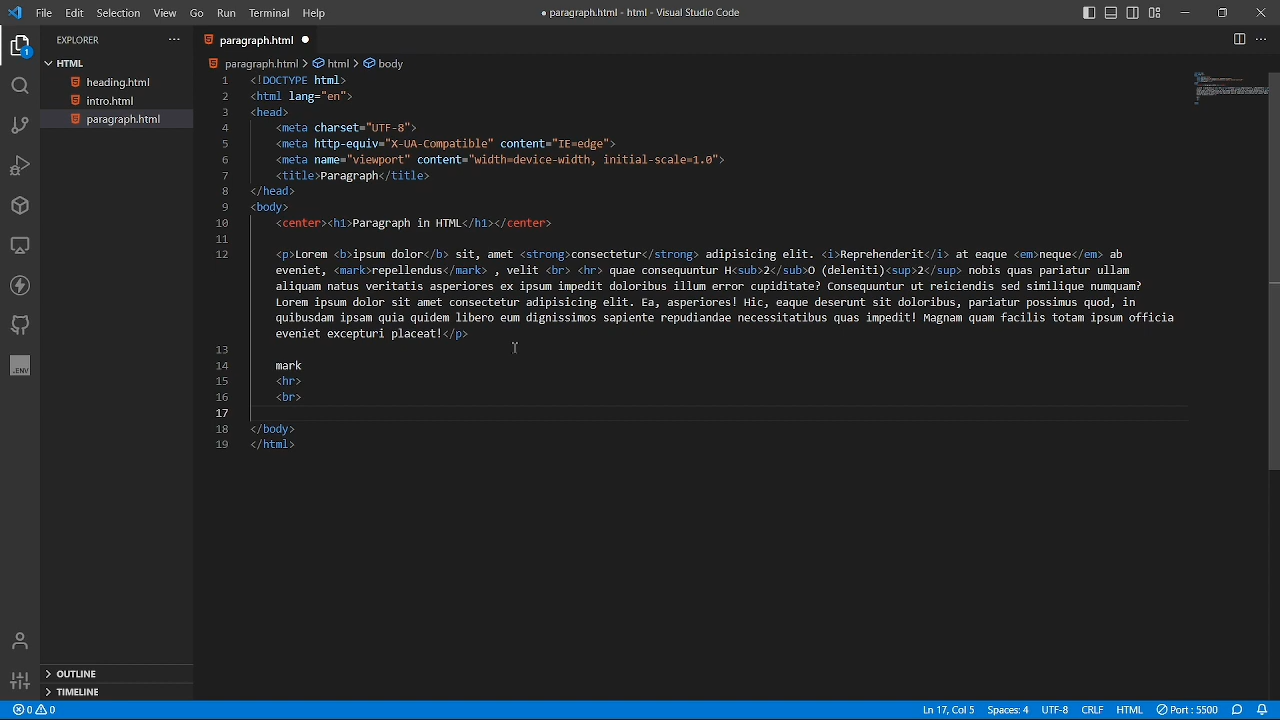 File Edit Selection View Go Run Terminal Help
● paragraph.html - html - Visual Studio Code
EXPLORER
HTML
heading.html
intro.html
paragraph.html
OUTLINE
TIMELINE
1
.ENV
paragraph.html ●
paragraph.html > html > body
1 <!DOCTYPE html>
2 <html lang="en">
3 <head>
4 <meta charset="UTF-8">
5 <meta http-equiv="X-UA-Compatible" content="IE=edge">
6 <meta name="viewport" content="width=device-width, initial-scale=1.0">
7 <title>Paragraph</title>
8 </head>
9 <body>
10 <center><h1>Paragraph in HTML</h1></center>
11
12 <p>Lorem <b>ipsum dolor</b> sit, amet <strong>consectetur</strong> adipisicing elit. <i>Reprehenderit</i> at eaque <em>neque</em> ab
eveniet, <mark>repellendus</mark> , velit <br> <hr> quae consequuntur H<sub>2</sub>O (deleniti)<sup>2</sup> nobis quas pariatur ullam
aliquam natus veritatis asperiores ex ipsum impedit doloribus illum error cupiditate? Consequuntur ut reiciendis sed similique numquam?
Lorem ipsum dolor sit amet consectetur adipisicing elit. Ea, asperiores! Hic, eaque deserunt sit doloribus, pariatur possimus quod, in
quibusdam ipsam quia quidem libero eum dignissimos sapiente repudiandae necessitatibus quas impedit! Magnam quam facilis totam ipsum officia
eveniet excepturi placeat!</p>
13
14 mark
15 <hr>
16 <br>
17
18 </body>
19 </html>
0 0
Ln 17, Col 5 Spaces: 4 UTF-8 CRLF HTML Port : 5500